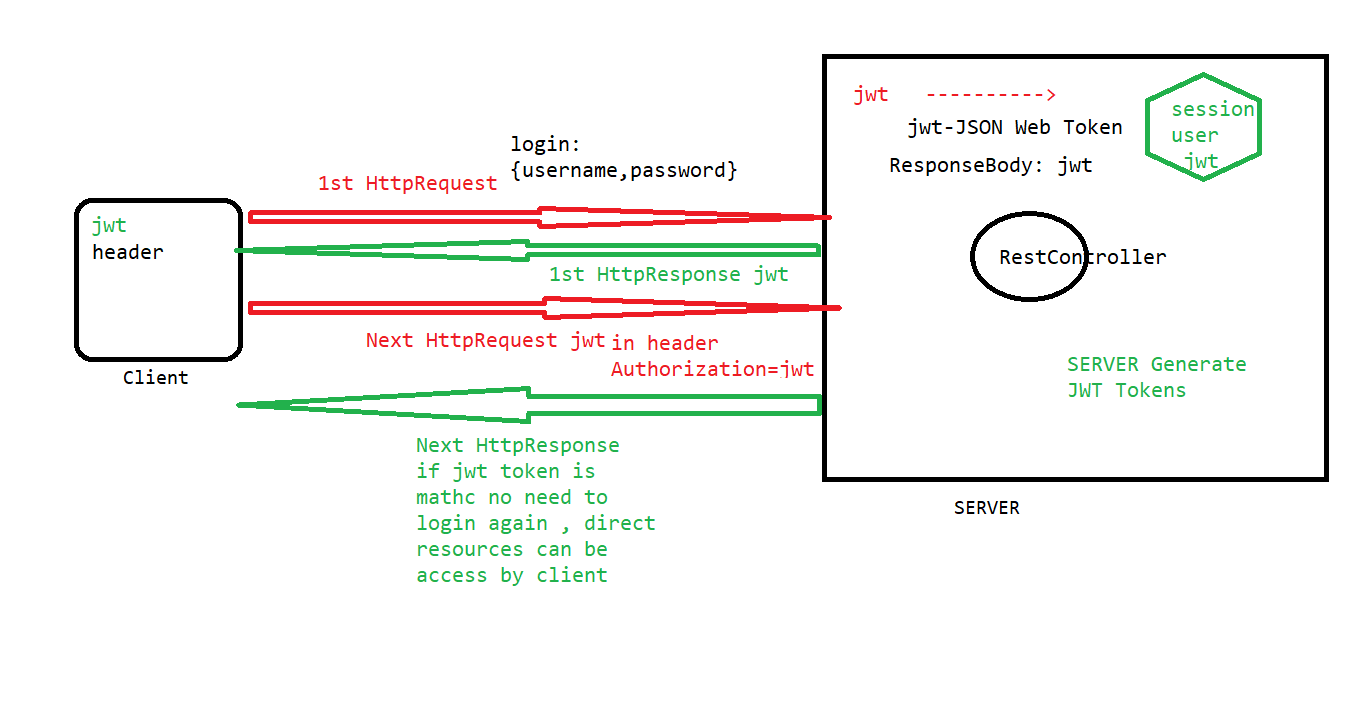 jwt ---------->
session
user
jwt
jwt-JSON Web Token
ResponseBody: jwt
login:
{username,password}
1st HttpRequest
jwt
header
RestController
1st HttpResponse jwt
Next HttpRequest jwt
in header
Authorization=jwt
Client
SERVER Generate
JWT Tokens
Next HttpResponse
if jwt token is
mathc no need to
login again , direct
resources can be
access by client
SERVER